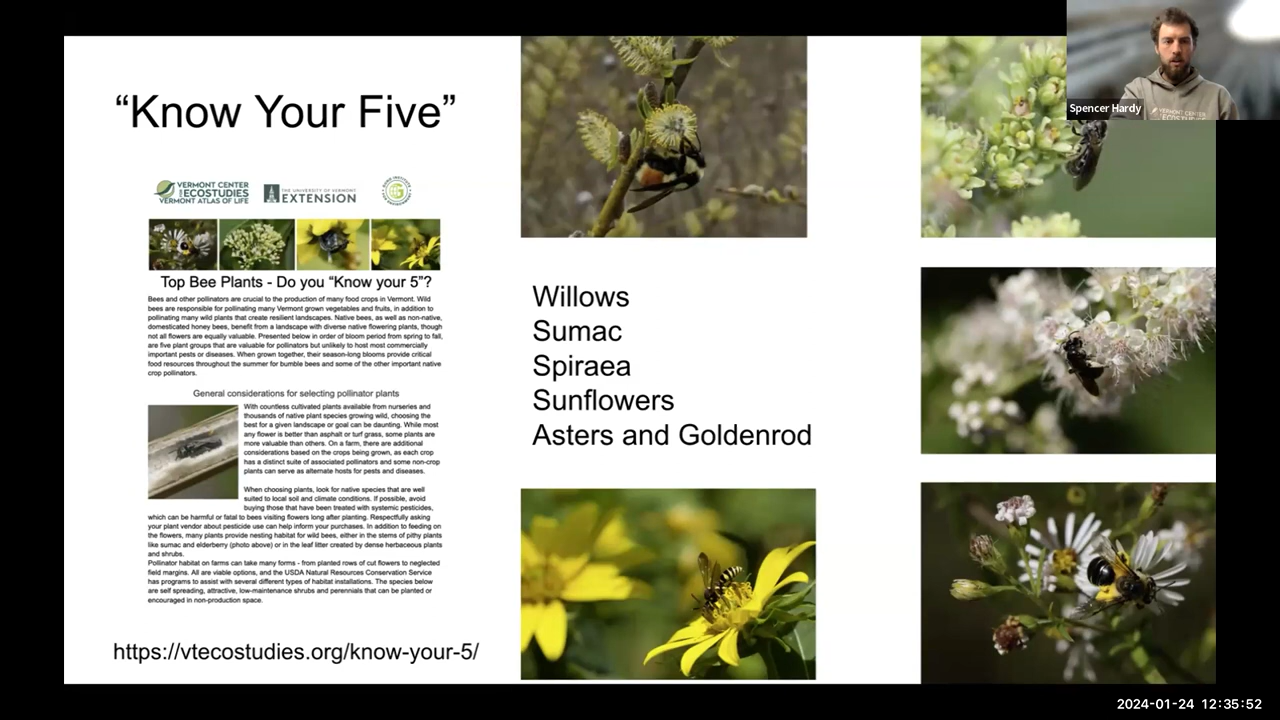 “Know Your Five”
VERMONT CENTER
ECOSTUDIES
VERMONT ATLAS OF LIFE
THE UNIVERSITY OF VERMONT
EXTENSION
Top Bee Plants - Do you “Know your 5”?
Bees and other pollinators are crucial to the production of many food crops in Vermont. Wild
bees are responsible for pollinating many Vermont grown vegetables and fruits, in addition to
pollinating many wild plants that create resilient landscapes. Native bees, as well as non-native,
domesticated honey bees, benefit from a landscape with diverse native flowering plants, though
not all flowers are equally valuable. Presented below in order of bloom period from spring to fall,
are five plant groups that are valuable for pollinators but unlikely to host most commercially
important pests or diseases. When grown together, their season-long blooms provide critical
food resources throughout the summer for bumble bees and some of the other important native
crop pollinators.
General considerations for selecting pollinator plants
With countless cultivated plants available from nurseries and
thousands of native plant species growing wild, choosing the
best for a given landscape or goal can be daunting. While most
any flower is better than asphalt or turf grass, some plants are
more valuable than others. On a farm, there are additional
considerations based on the crops being grown, as each crop
has a distinct suite of associated pollinators and some non-crop
plants can serve as alternate hosts for pests and diseases.
When choosing plants, look for native species that are well
suited to local soil and climate conditions. If possible, avoid
buying those that have been treated with systemic pesticides,
which can be harmful or fatal to bees visiting flowers long after planting. Respectfully asking
your plant vendor about pesticide use can help inform your purchases. In addition to feeding on
the flowers, many plants provide nesting habitat for wild bees, either in the stems of pithy plants
like sumac and elderberry (photo above) or in the leaf litter created by dense herbaceous plants
and shrubs.
Pollinator habitat on farms can take many forms - from planted rows of cut flowers to neglected
field margins. All are viable options, and the USDA Natural Resources Conservation Service
has programs to assist with several different types of habitat installations. The species below
are self spreading, attractive, low-maintenance shrubs and perennials that can be planted or
encouraged in non-production space.
https://vtecostudies.org/know-your-5/
Willows
Sumac
Spiraea
Sunflowers
Asters and Goldenrod
Spencer Hardy
VERMONT CENTER
ECOSTUDIES
2024-01-24 12:35:52